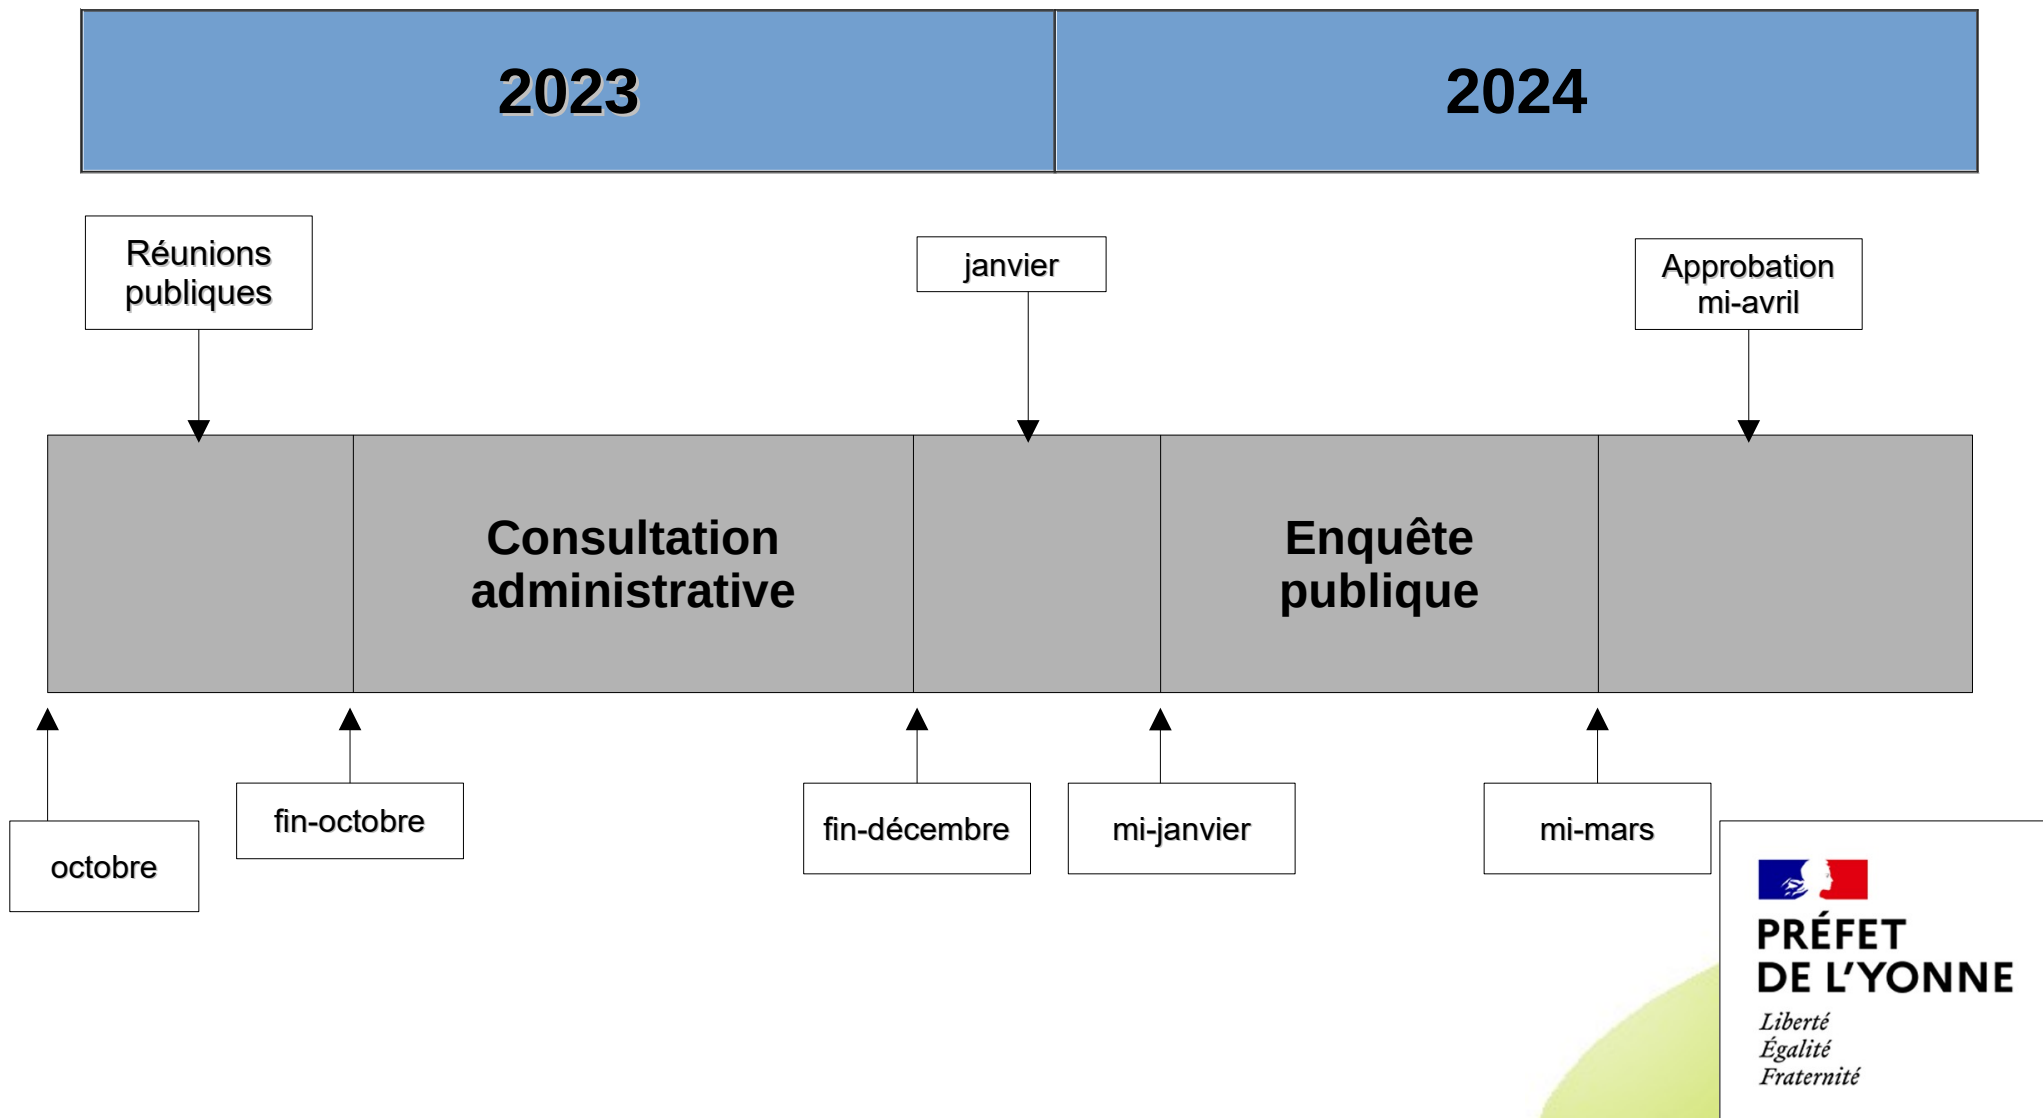 2023
2024
Réunions
publiques
janvier
Approbation
mi-avril
Consultation
administrative
Enquête
publique
octobre
fin-octobre
fin-décembre
mi-janvier
mi-mars
PRÉFET
DE L'YONNE
Liberté
Égalité
Fraternité